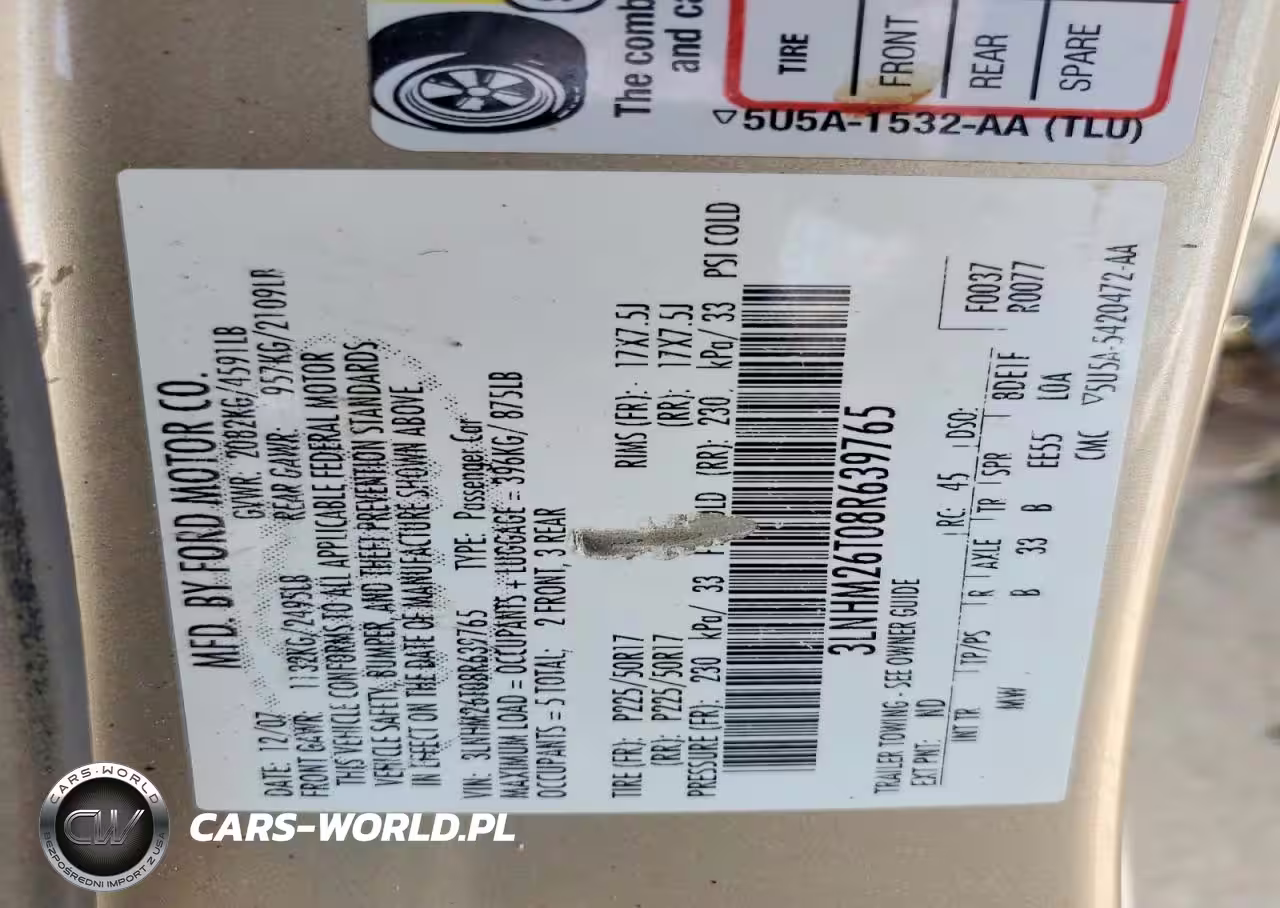 The comb
and ca
TIRE
FRONT
REAR
SPARE
5U5A-1532-AA (TLU)
MFD. BY FORD MOTOR CO.
DATE: 12/07 GVWR: 2082KG/4591LB
FRONT GAWR: 1132KG/2495LB REAR GAWR: 957KG/2109LB
THIS VEHICLE CONFORMS TO ALL APPLICABLE FEDERAL MOTOR
VEHICLE SAFETY, BUMPER, AND THEFT PREVENTION STANDARDS
IN EFFECT ON THE DATE OF MANUFACTURE SHOWN ABOVE.
VIN: 3LNHM26T08R639765 TYPE: Passenger Car
MAXIMUM LOAD = OCCUPANTS + LUGGAGE = 396KG/875LB
OCCUPANTS = 5 TOTAL; 2 FRONT, 3 REAR
TIRE (FR): P225/50R17 RIMS (FR): 17X7.5J
(RR): P225/50R17 (RR): 17X7.5J
PRESSURE (FR): 230 kPa/ 33 (RR): 230 kPa/ 33 PSI COLD
3LNHM26T08R639765
TRAILER TOWING - SEE OWNER GUIDE
EXT PNT: ND RC: 45 DSO: F0037
INT TR TP/PS R AXLE TR SPR 8DE1F R0077
MW B 33 B EE55 LOA
CMC 5U5A-5420472-AA
CARS-WORLD
CW
BEZPOŚREDNI IMPORT Z USA
CARS-WORLD.PL